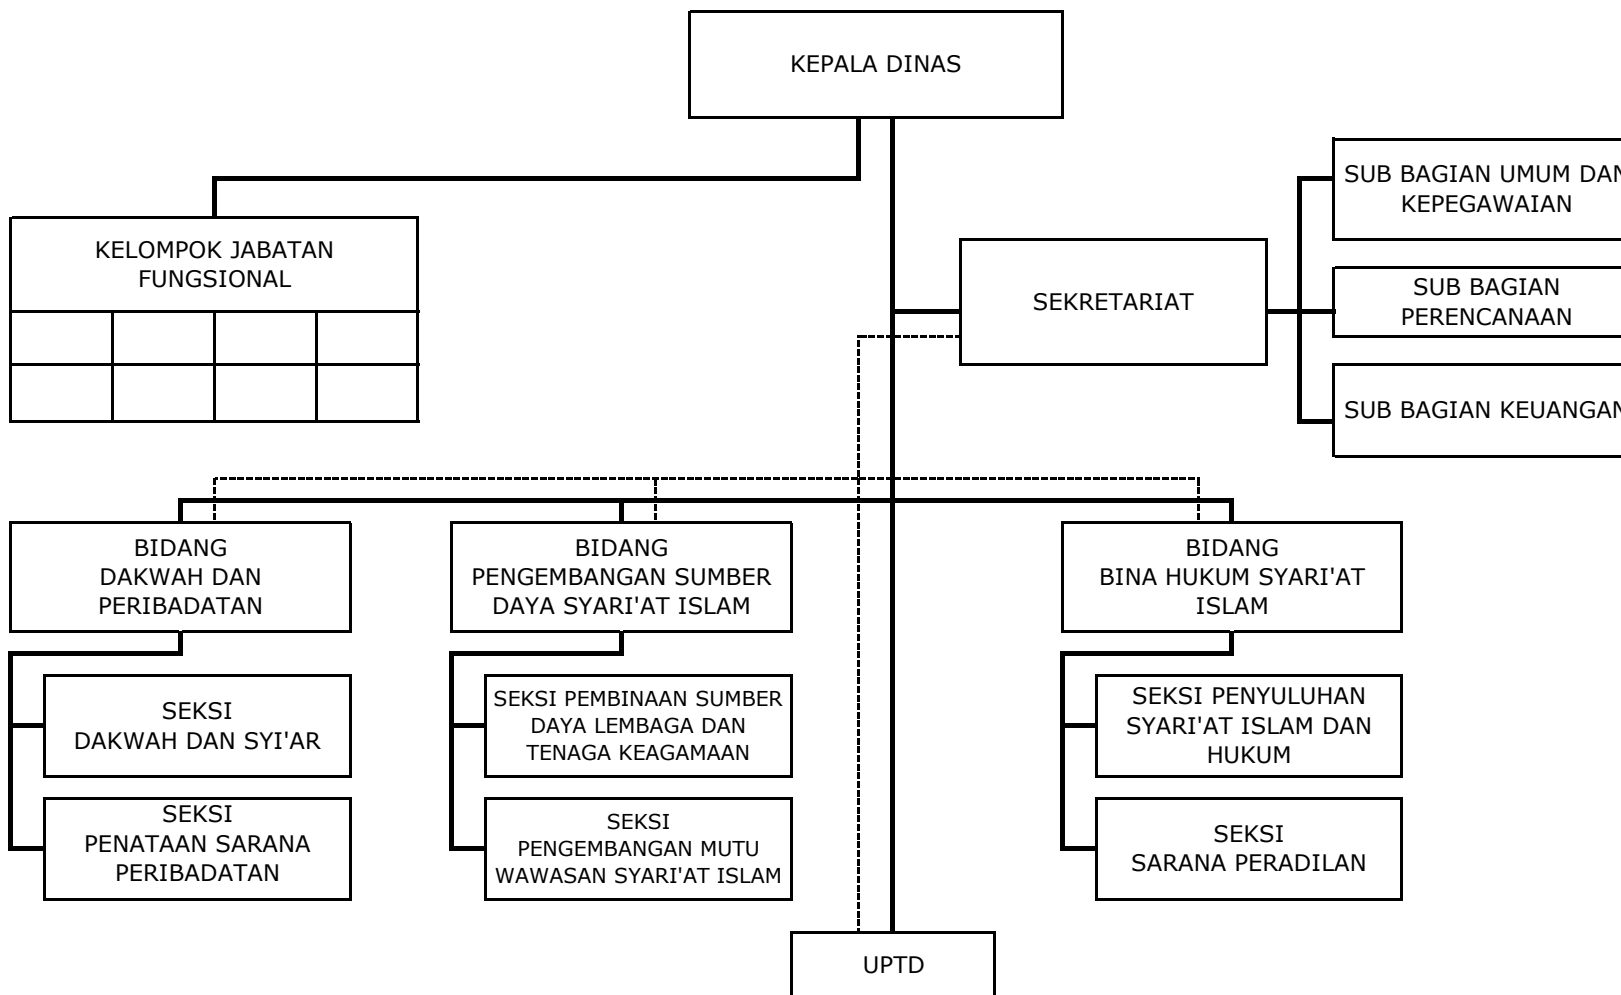 KEPALA DINAS
SUB BAGIAN UMUM DAN
KEPEGAWAIAN
KELOMPOK JABATAN
FUNGSIONAL
SEKRETARIAT
SUB BAGIAN
PERENCANAAN
SUB BAGIAN KEUANGAN
BIDANG
DAKWAH DAN
PERIBADATAN
BIDANG
PENGEMBANGAN SUMBER
DAYA SYARI'AT ISLAM
BIDANG
BINA HUKUM SYARI'AT
ISLAM
SEKSI
DAKWAH DAN SYI'AR
SEKSI PEMBINAAN SUMBER
DAYA LEMBAGA DAN
TENAGA KEAGAMAAN
SEKSI PENYULUHAN
SYARI'AT ISLAM DAN
HUKUM
SEKSI
PENATAAN SARANA
PERIBADATAN
SEKSI
PENGEMBANGAN MUTU
WAWASAN SYARI'AT ISLAM
SEKSI
SARANA PERADILAN
UPTD